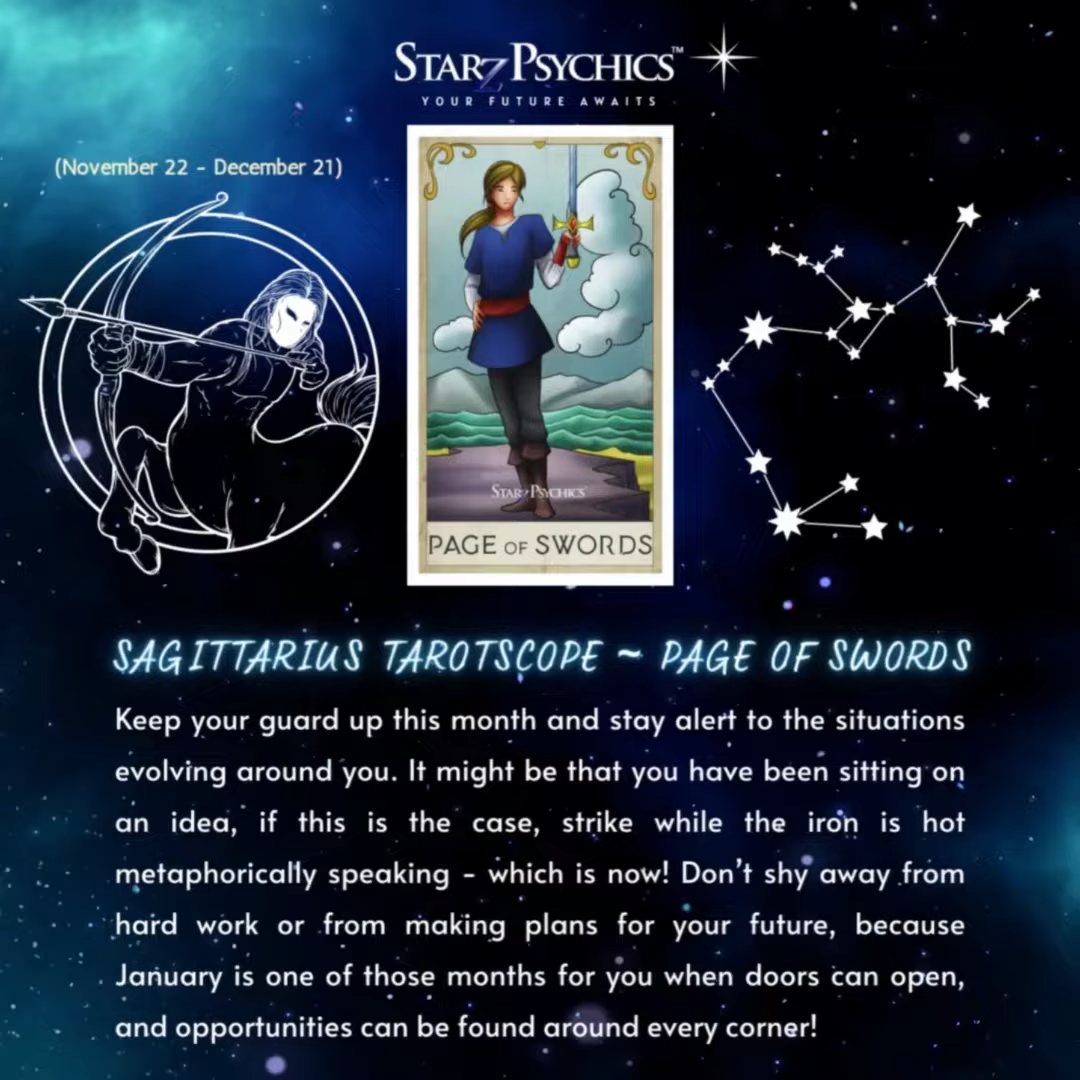 STARZ PSYCHICS™
YOUR FUTURE AWAITS
(November 22 - December 21)
STARZ PSYCHICS
PAGE OF SWORDS
SAGITTARIUS TAROTSCOPE ~ PAGE OF SWORDS
Keep your guard up this month and stay alert to the situations
evolving around you. It might be that you have been sitting on
an idea, if this is the case, strike while the iron is hot
metaphorically speaking - which is now! Don't shy away from
hard work or from making plans for your future, because
January is one of those months for you when doors can open,
and opportunities can be found around every corner!